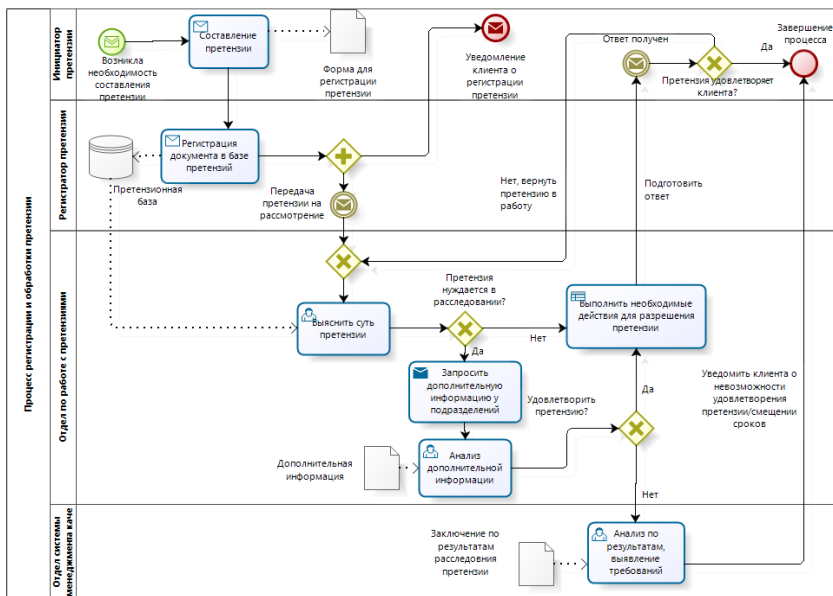 Процесс регистрации и обработки претензии
Инициатор
претензии
Возникла
необходимость
составления
претензии
Составление
претензии
Форма для
регистрации
претензии
Уведомление
клиента о
регистрации
претензии
Ответ получен
Претензия удовлетворяет
клиента?
Да
Завершение
процесса
Регистратор претензии
Претензионная
база
Регистрация
документа в базе
претензий
Передача
претензии на
рассмотрение
Нет, вернуть
претензию в
работу
Подготовить
ответ
Отдел по работе с претензиями
Выяснить суть
претензии
Претензия
нуждается в
расследовании?
Нет
Да
Выполнить необходимые
действия для разрешения
претензии
Запросить
дополнительную
информацию у
подразделений
Удовлетворить
претензию?
Да
Уведомить клиента о
невозможности
удовлетворения
претензии/смещении
сроков
Дополнительная
информация
Анализ
дополнительной
информации
Нет
Отдел системы
менеджмента каче
Заключение по
результатам
расследовния
претензии
Анализ по
результатам,
выявление
требований